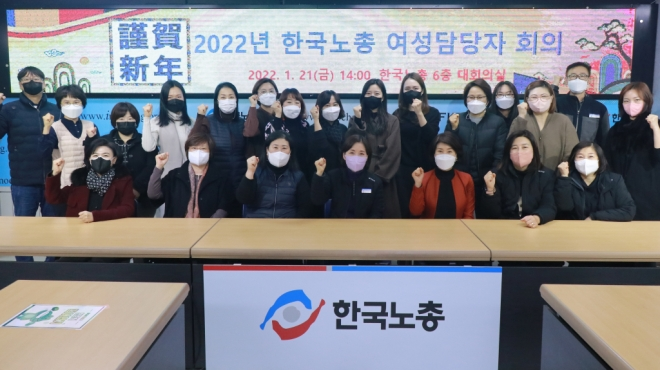 謹賀
新年
2022년 한국노총 여성담당자 회의
2022. 1. 21(금) 14:00 한국노총 6층 대회의실
한국노총